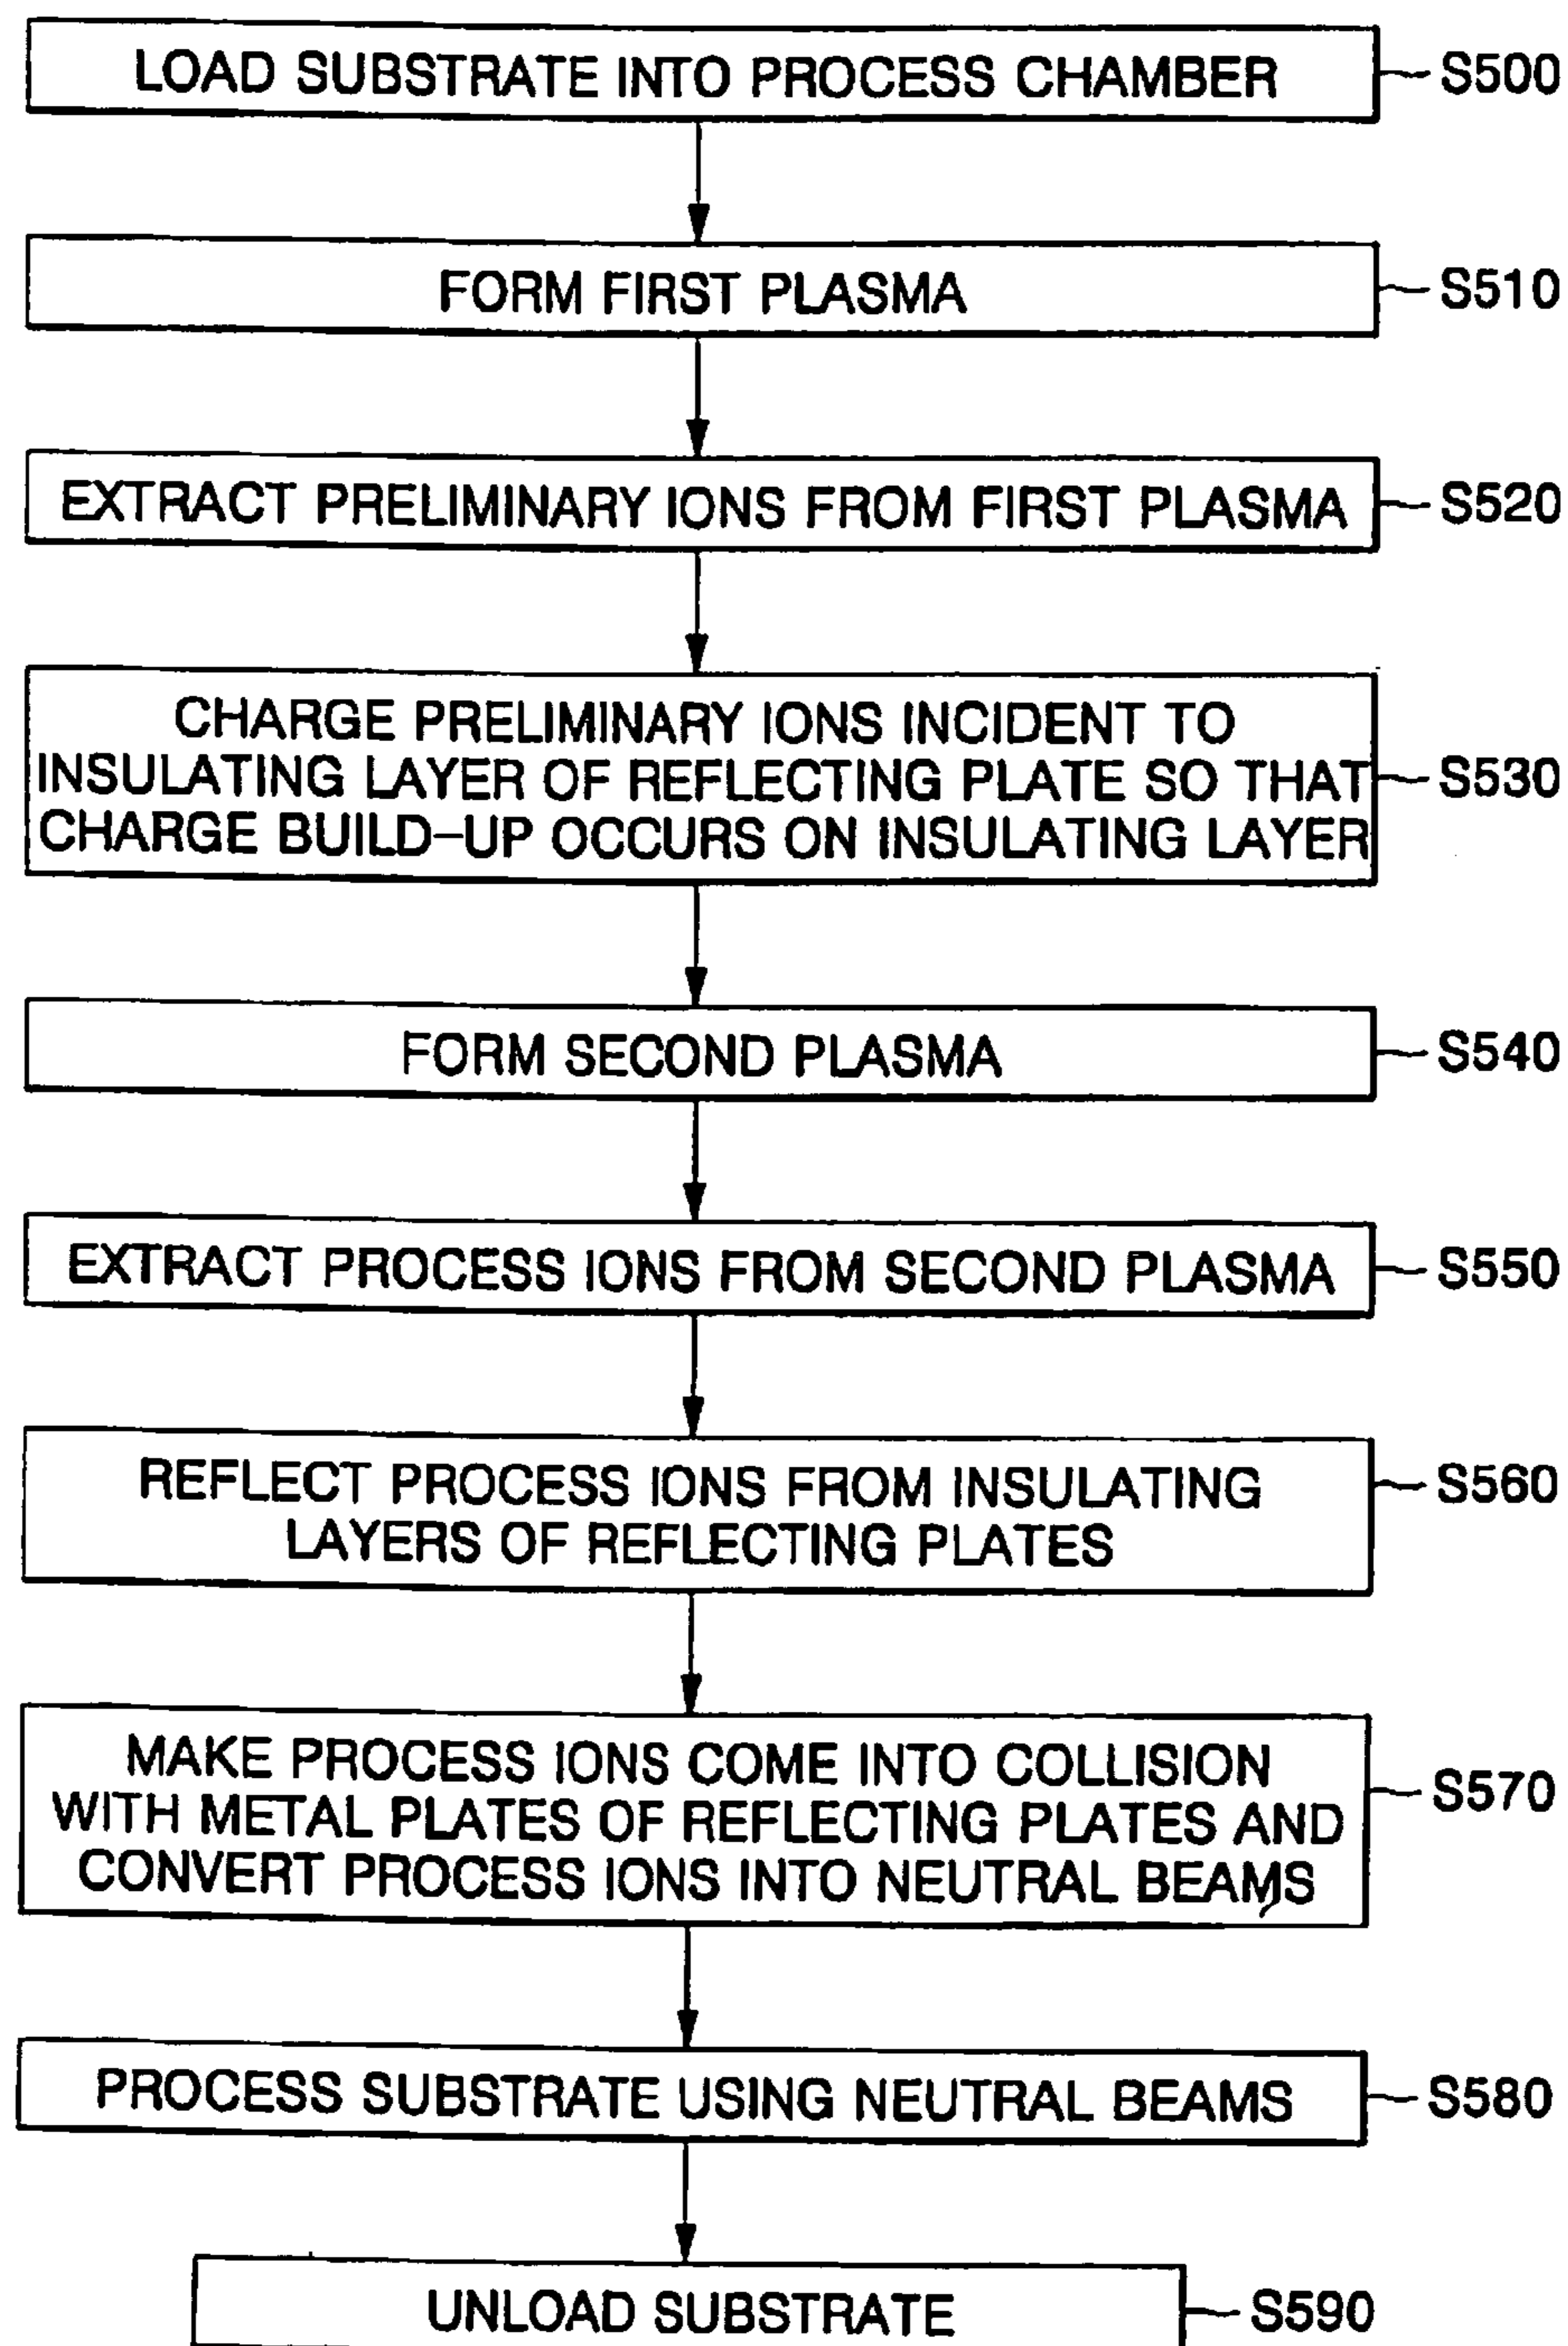 LOAD SUBSTRATE INTO PROCESS CHAMBER S500
FORM FIRST PLASMA S510
EXTRACT PRELIMINARY IONS FROM FIRST PLASMA S520
CHARGE PRELIMINARY IONS INCIDENT TO
INSULATING LAYER OF REFLECTING PLATE SO THAT S530
CHARGE BUILD-UP OCCURS ON INSULATING LAYER
FORM SECOND PLASMA S540
EXTRACT PROCESS IONS FROM SECOND PLASMA S550
REFLECT PROCESS IONS FROM INSULATING S560
LAYERS OF REFLECTING PLATES
MAKE PROCESS IONS COME INTO COLLISION
WITH METAL PLATES OF REFLECTING PLATES AND S570
CONVERT PROCESS IONS INTO NEUTRAL BEAMS
PROCESS SUBSTRATE USING NEUTRAL BEAMS S580
UNLOAD SUBSTRATE S590